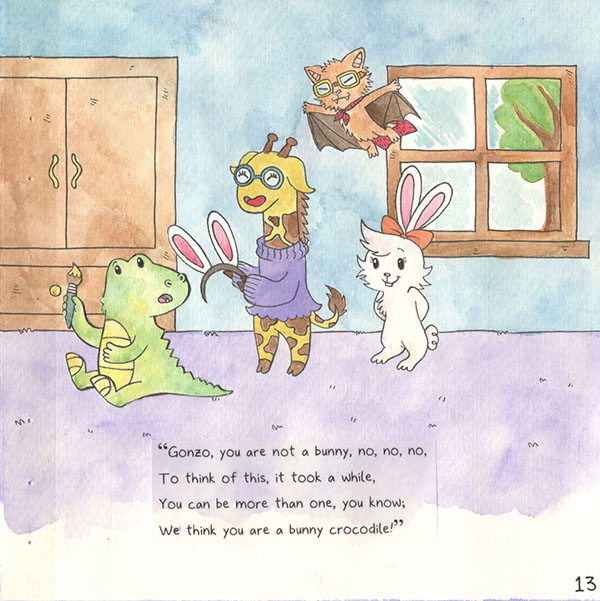 “Gonzo, you are not a bunny, no, no, no,
To think of this, it took a while,
You can be more than one, you know;
We think you are a bunny crocodile!”
13